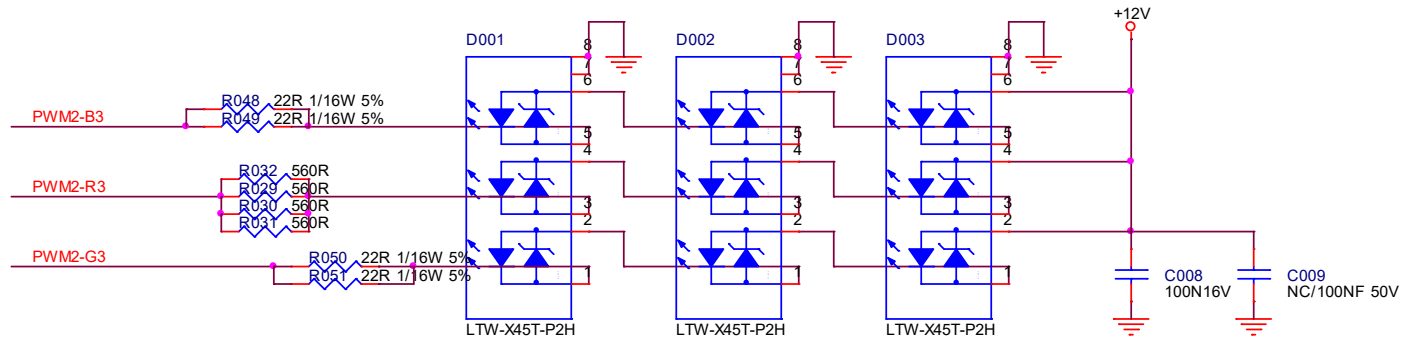 +12V
D001
D002
D003
8
7
6
5
4
3
2
1
8
7
6
5
4
3
2
1
8
7
6
5
4
3
2
1
PWM2-B3
R048 22R 1/16W 5%
R049 22R 1/16W 5%
PWM2-R3
R032 560R
R029 560R
R030 560R
R031 560R
PWM2-G3
R050 22R 1/16W 5%
R051 22R 1/16W 5%
C008
100N16V
C009
NC/100NF 50V
LTW-X45T-P2H
LTW-X45T-P2H
LTW-X45T-P2H